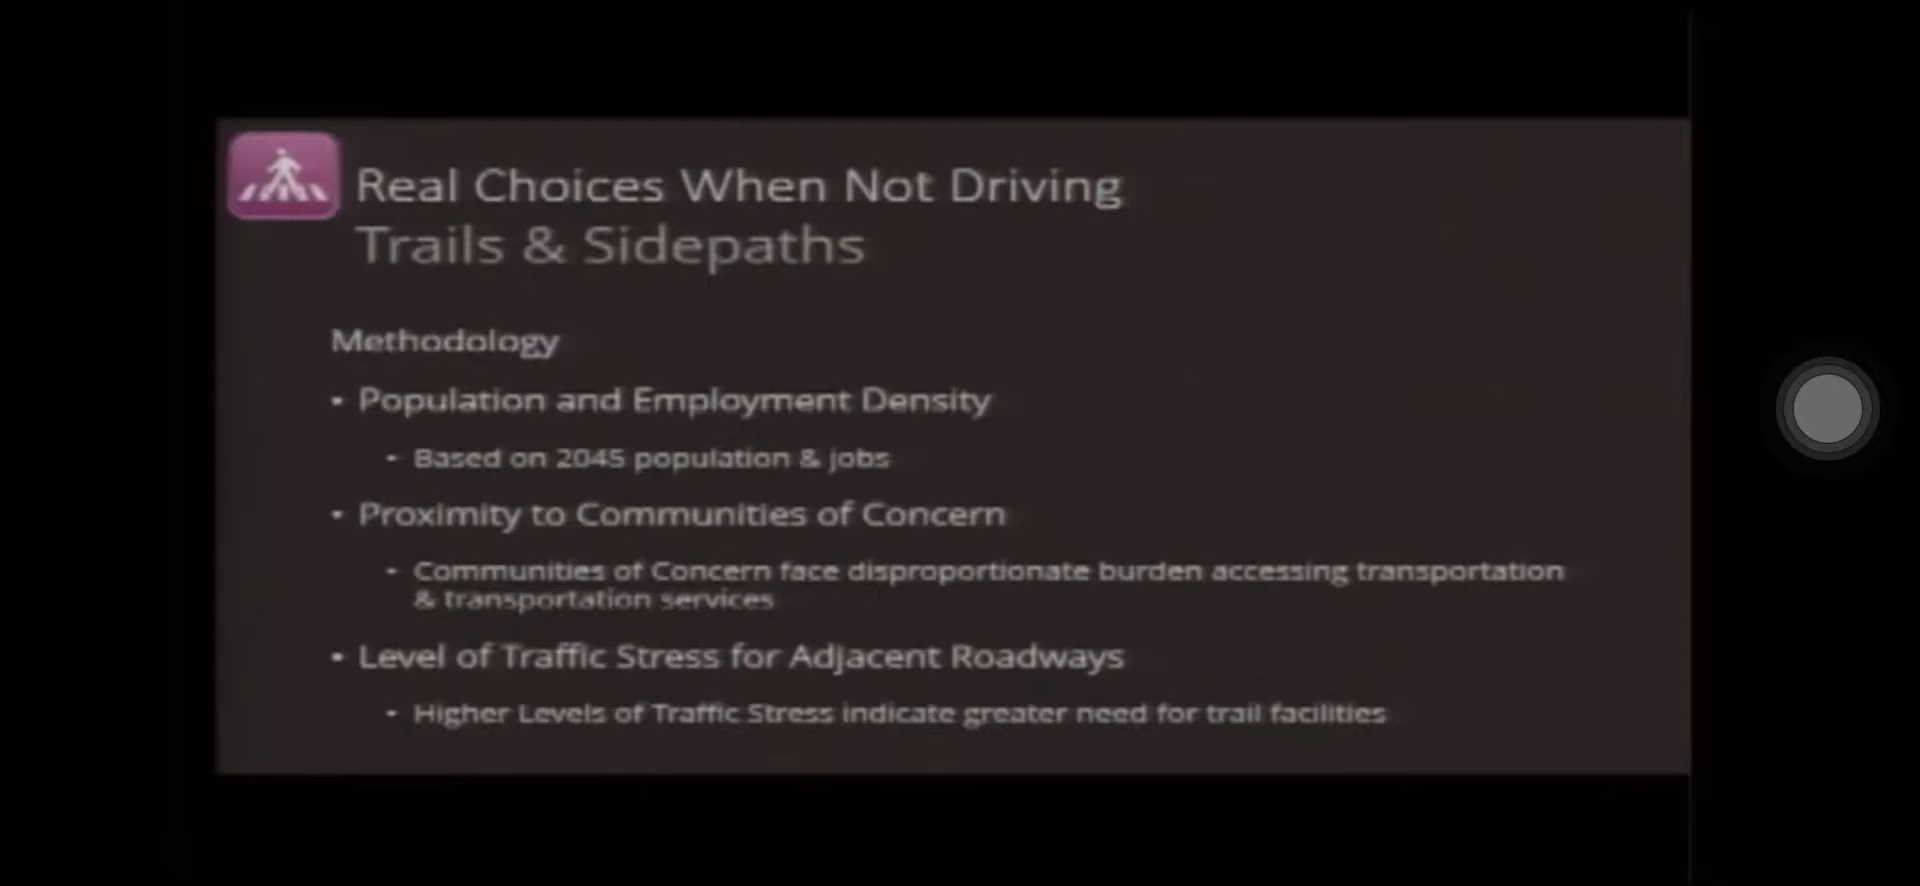 Real Choices When Not Driving
Trails & Sidepaths
Methodology
• Population and Employment Density
• Based on 2045 population & jobs
• Proximity to Communities of Concern
• Communities of Concern face disproportionate burden accessing transportation
& transportation services
• Level of Traffic Stress for Adjacent Roadways
• Higher Levels of Traffic Stress indicate greater need for trail facilities